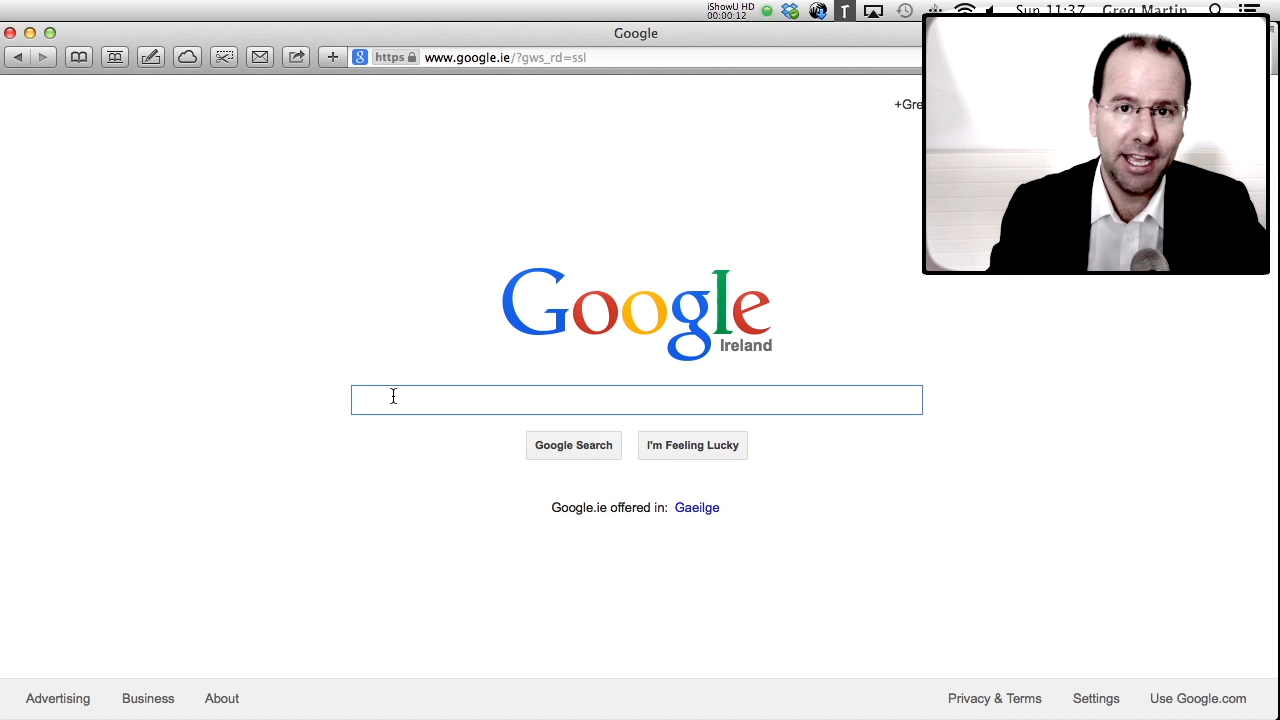 iShowU HD
00:00:12
Sun 11:37 Greg Martin
Google
https www.google.ie/?gws_rd=ssl
+Gre
Google
Ireland
Google Search I'm Feeling Lucky
Google.ie offered in: Gaeilge
Advertising Business About Privacy & Terms Settings Use Google.com